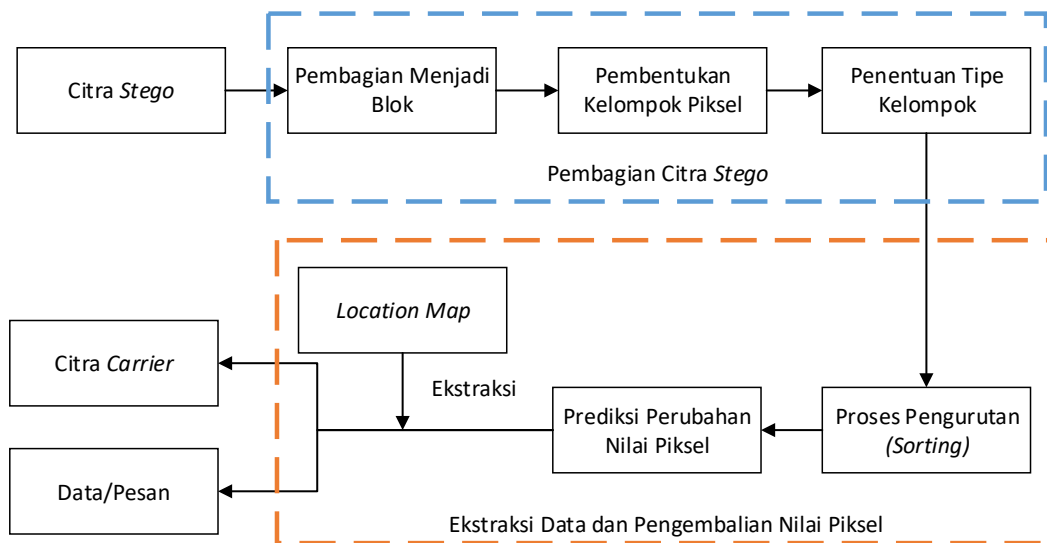 Citra Stego
Pembagian Menjadi
Blok
Pembentukan
Kelompok Piksel
Penentuan Tipe
Kelompok
Pembagian Citra Stego
Location Map
Citra Carrier
Ekstraksi
Prediksi Perubahan
Nilai Piksel
Proses Pengurutan
(Sorting)
Data/Pesan
Ekstraksi Data dan Pengembalian Nilai Piksel